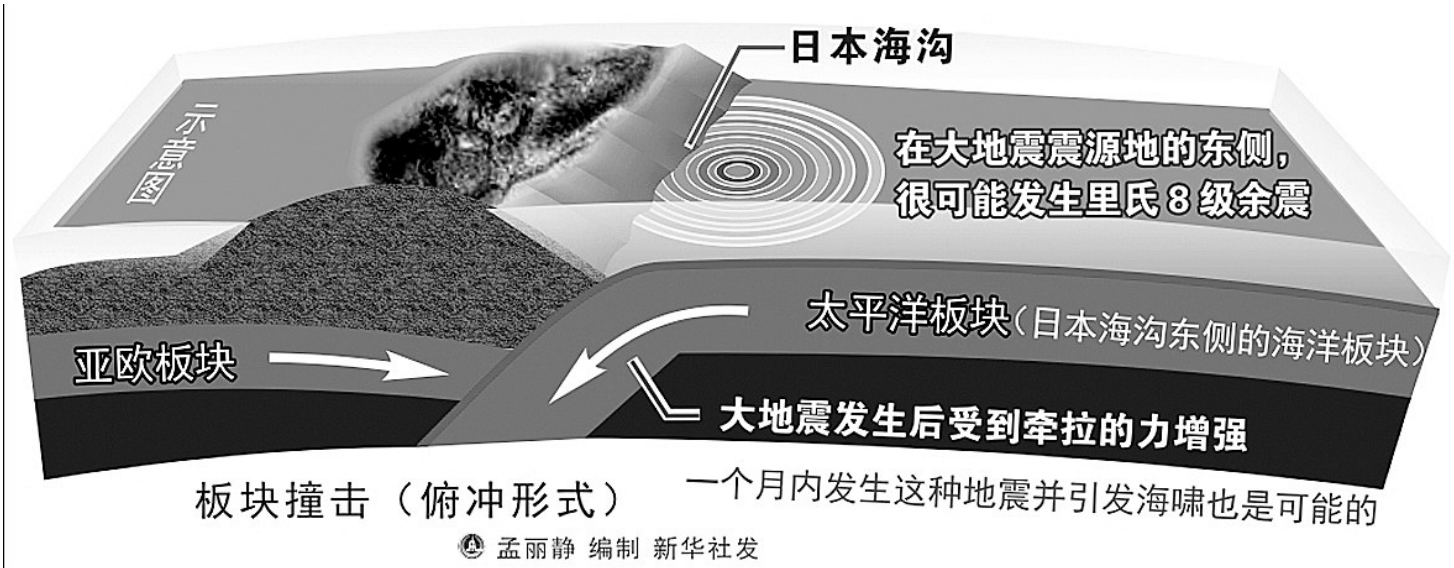 日本海沟
示意图
在大地震震源地的东侧，
很可能发生里氏8级余震
太平洋板块（日本海沟东侧的海洋板块）
亚欧板块
大地震发生后受到牵拉的力增强
板块撞击（俯冲形式）
一个月内发生这种地震并引发海啸也是可能的
孟丽静 编制 新华社发